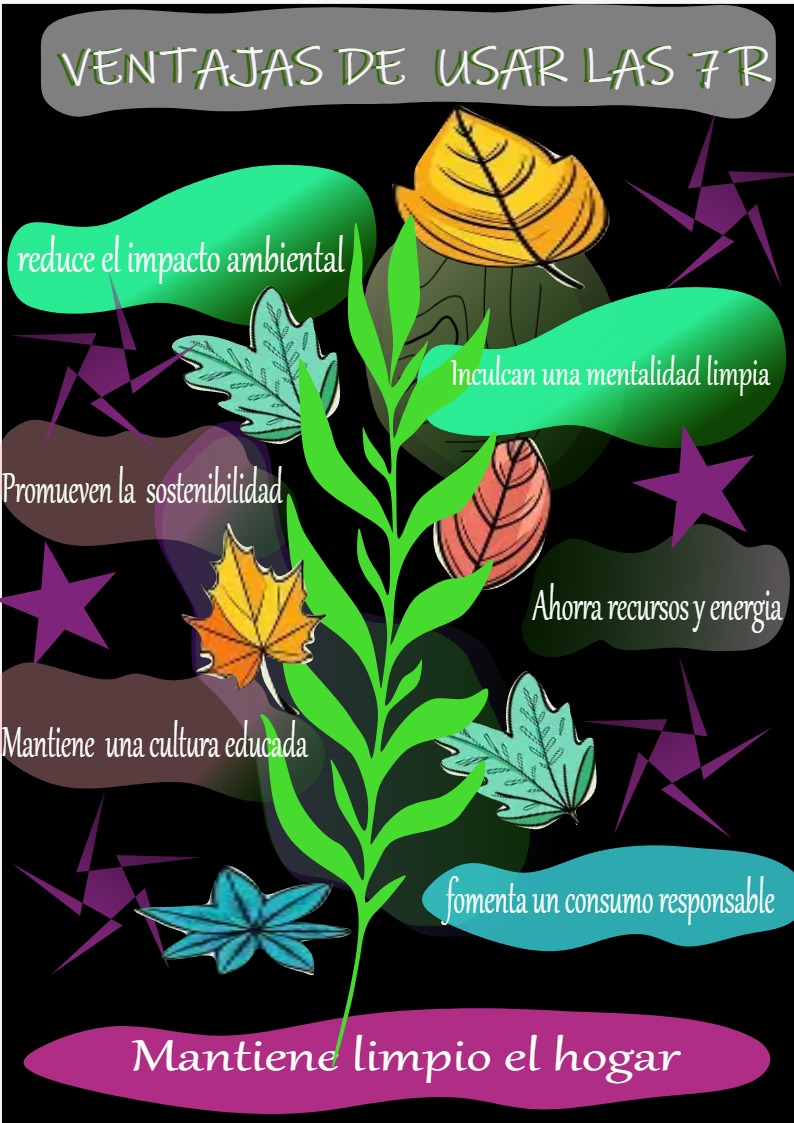 VENTAJAS DE USAR LAS 7 R
reduce el impacto ambiental
Inculcan una mentalidad limpia
Promueven la sostenibilidad
Ahorra recursos y energia
Mantiene una cultura educada
fomenta un consumo responsable
Mantiene limpio el hogar